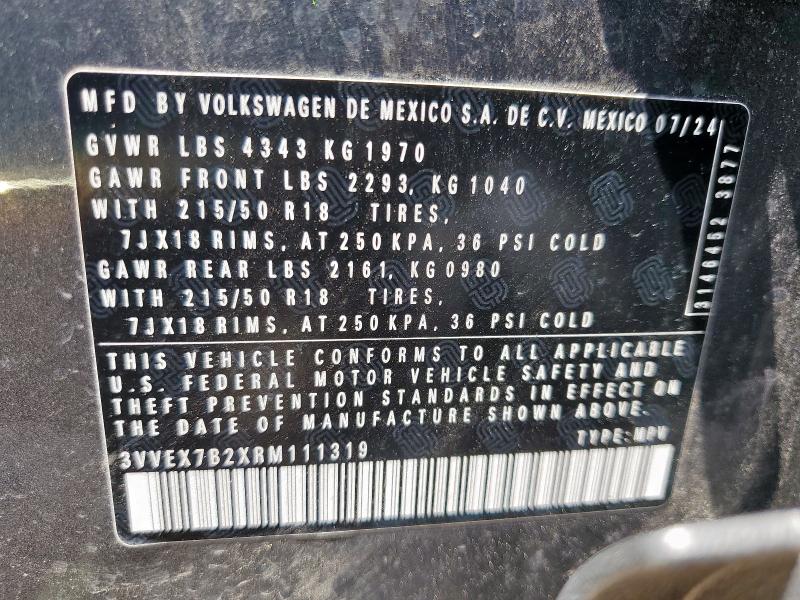 MFD BY VOLKSWAGEN DE MEXICO S.A. DE C.V. MEXICO 07/24
GVWR LBS 4343 KG 1970
GAWR FRONT LBS 2293, KG 1040
WITH 215/50 R18 TIRES,
7JX18 RIMS, AT 250 KPA, 36 PSI COLD
GAWR REAR LBS 2161, KG 0980
WITH 215/50 R18 TIRES,
7JX18 RIMS, AT 250 KPA, 36 PSI COLD
3146462 3877
THIS VEHICLE CONFORMS TO ALL APPLICABLE
U.S. FEDERAL MOTOR VEHICLE SAFETY AND
THEFT PREVENTION STANDARDS IN EFFECT ON
THE DATE OF MANUFACTURE SHOWN ABOVE.
TYPE: MPV
3VVEX7B2XRM111319